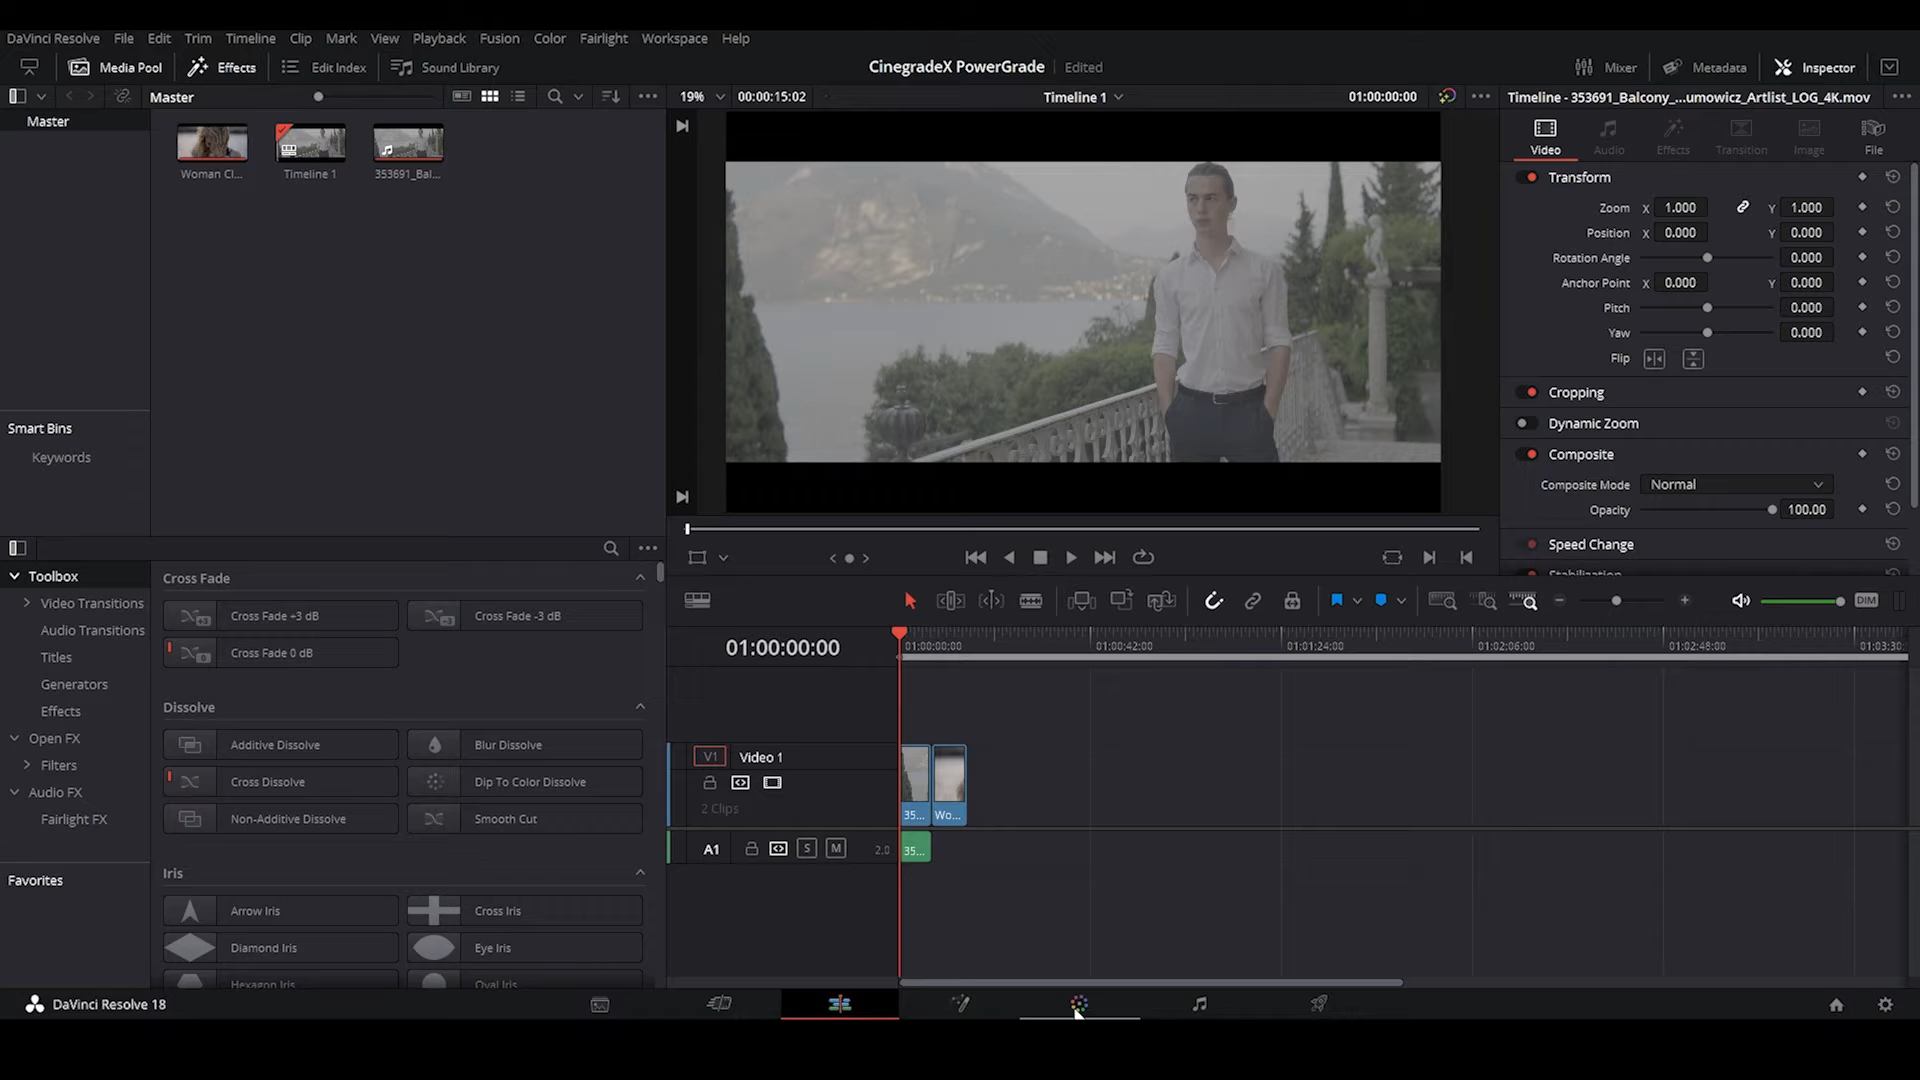 DaVinci Resolve File Edit Trim Timeline Clip Mark View Playback Fusion Color Fairlight Workspace Help
Media Pool Effects Edit Index Sound Library CinegradeX PowerGrade Edited Mixer Metadata Inspector
Master 19% 00:00:15:02 Timeline 1 01:00:00:00 Timeline - 353691_Balcony_...umowicz_Artlist_LOG_4K.mov
Master
Video Audio Effects Transition Image File
Woman Cl... Timeline 1 353691_Bal...
Transform
Zoom X 1.000 Y 1.000
Position X 0.000 Y 0.000
Rotation Angle 0.000
Anchor Point X 0.000 Y 0.000
Pitch 0.000
Yaw 0.000
Flip
Cropping
Dynamic Zoom
Composite
Composite Mode Normal
Opacity 100.00
Speed Change
Stabilization
Smart Bins
Keywords
Toolbox
Video Transitions
Audio Transitions
Titles
Generators
Effects
Open FX
Filters
Audio FX
Fairlight FX
Favorites
Cross Fade
+3 Cross Fade +3 dB -3 Cross Fade -3 dB
0 Cross Fade 0 dB
Dissolve
Additive Dissolve Blur Dissolve
Cross Dissolve Dip To Color Dissolve
Non-Additive Dissolve Smooth Cut
Iris
Arrow Iris Cross Iris
Diamond Iris Eye Iris
Hexagon Iris Oval Iris
DIM
01:00:00:00 01:00:00:00 01:00:42:00 01:01:24:00 01:02:06:00 01:02:48:00 01:03:30:
V1 Video 1
2 Clips
35... Wo...
A1 S M 2.0 35...
DaVinci Resolve 18